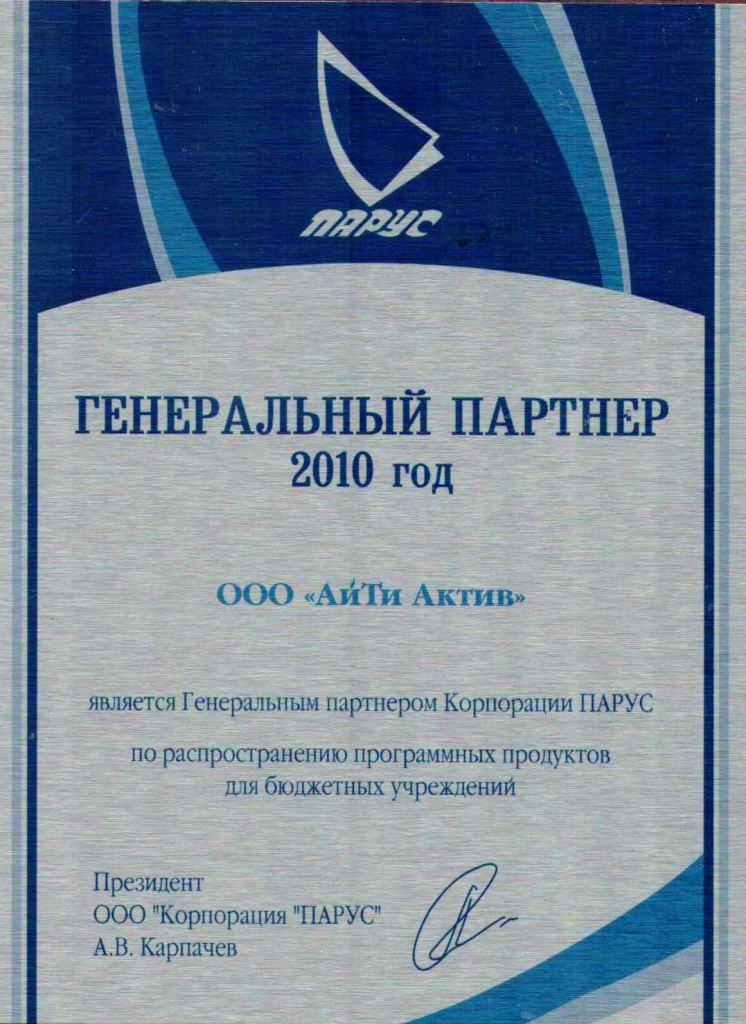 ПАРУС
ГЕНЕРАЛЬНЫЙ ПАРТНЕР
2010 год
ООО «АйТи Актив»
является Генеральным партнером Корпорации ПАРУС
по распространению программных продуктов
для бюджетных учреждений
Президент
ООО "Корпорация "ПАРУС"
А.В. Карпачев